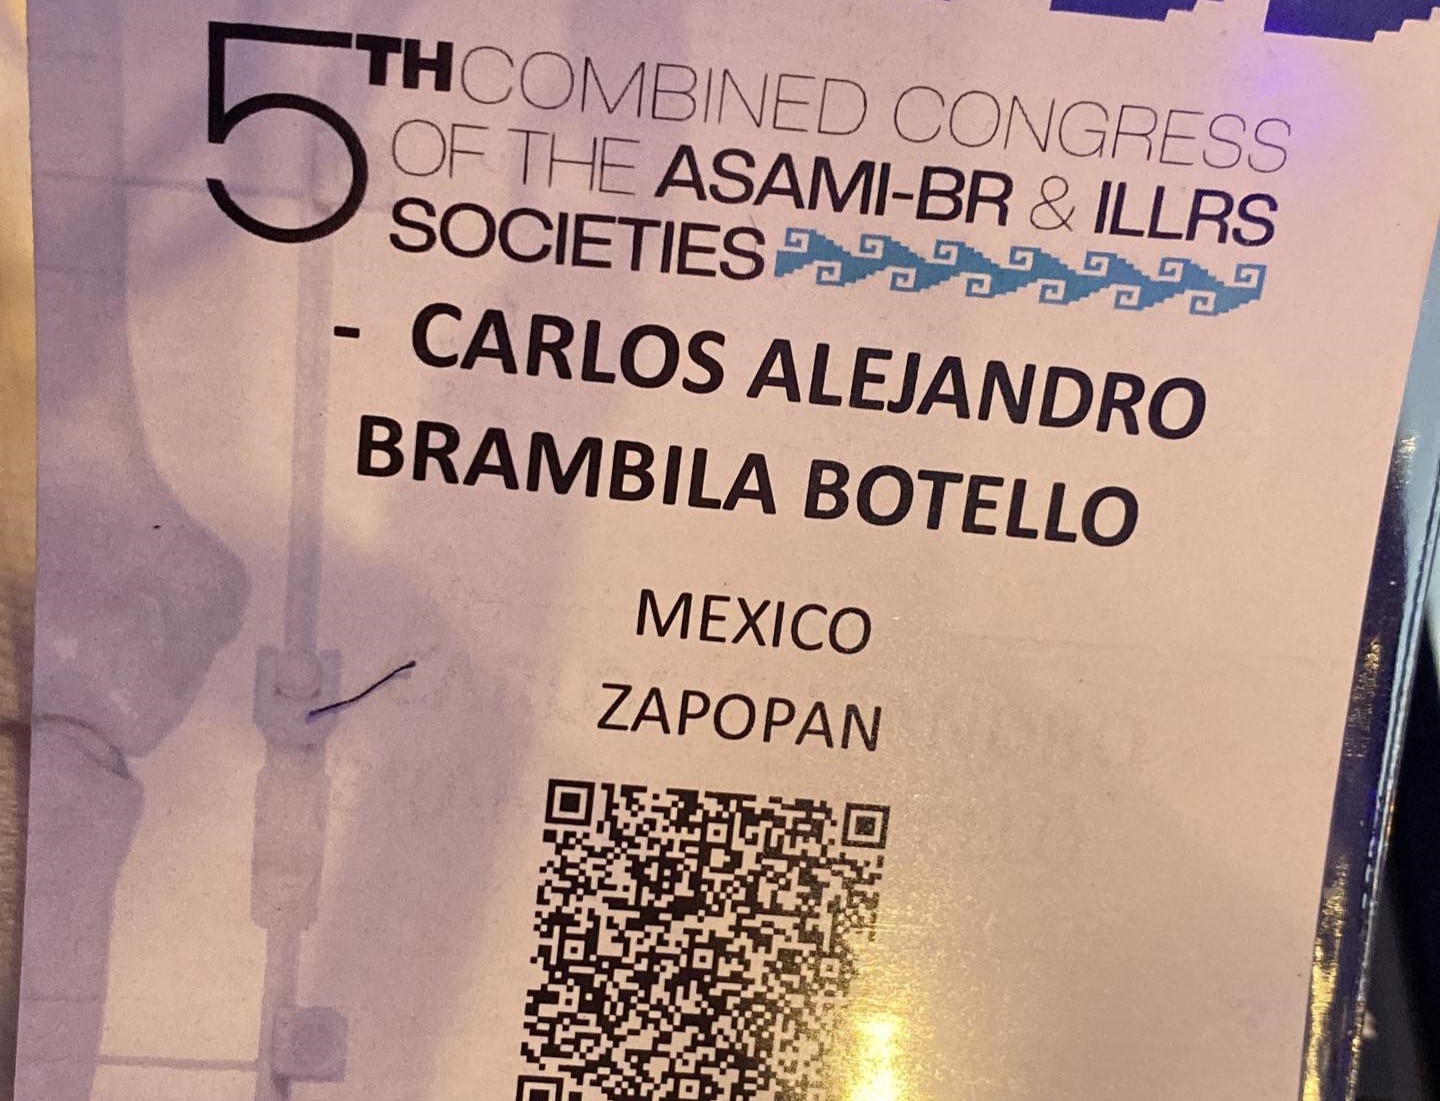 5TH COMBINED CONGRESS
OF THE ASAMI-BR & ILLRS
SOCIETIES
- CARLOS ALEJANDRO
BRAMBILA BOTELLO
MEXICO
ZAPOPAN